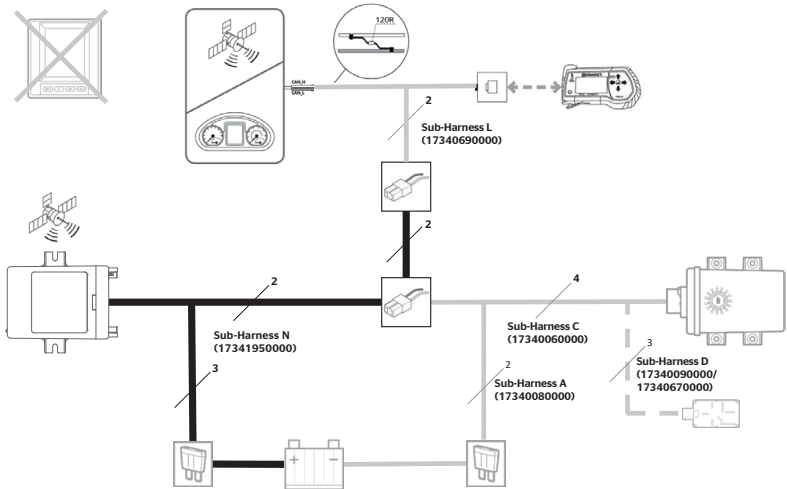 120R
CAN_H
CAN_L
2
Sub-Harness L
(17340690000)
2
2
Sub-Harness N
(17341950000)
3
4
Sub-Harness C
(17340060000)
2
Sub-Harness A
(17340080000)
3
Sub-Harness D
(17340090000/
17340670000)
+ −